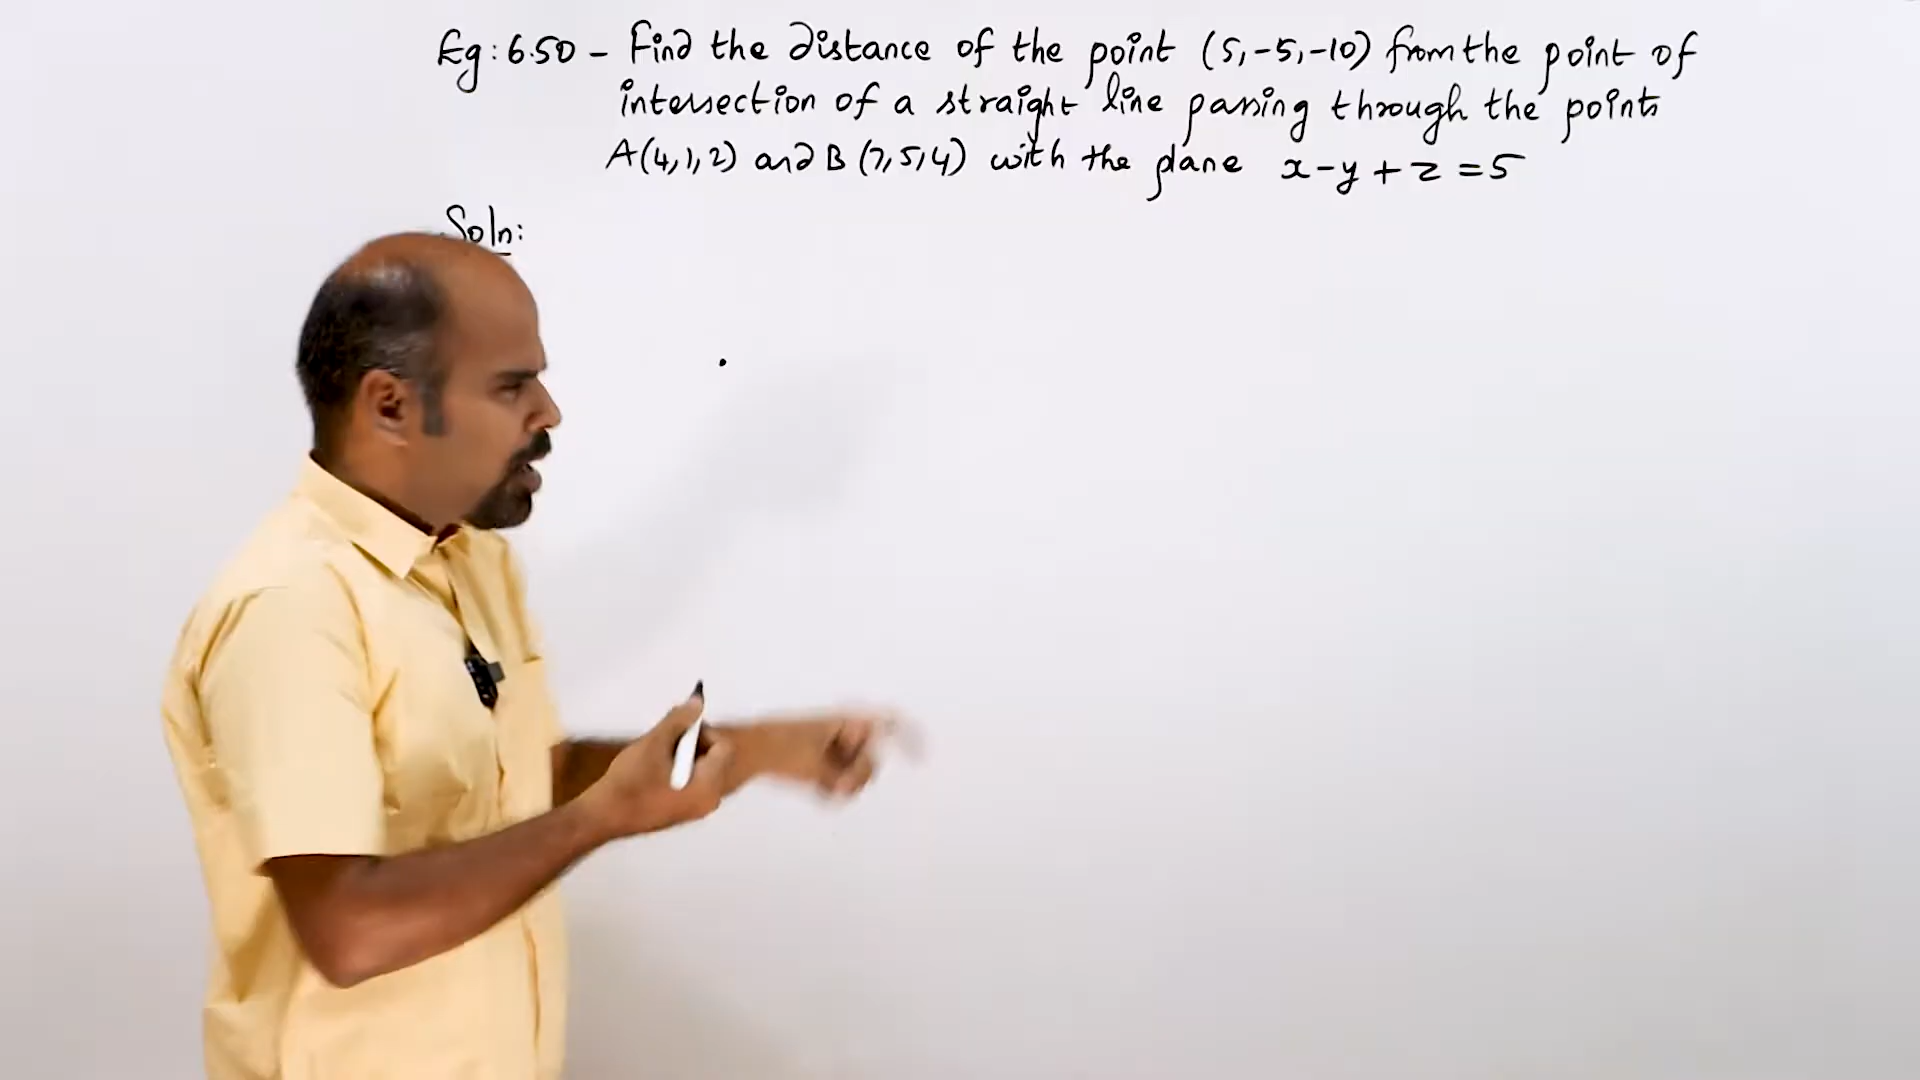 Eg: 6.50 - Find the distance of the point (5,-5,-10) from the point of
intersection of a straight line passing through the points
A(4,1,2) and B(7,5,4) with the plane x-y+z=5
Soln: